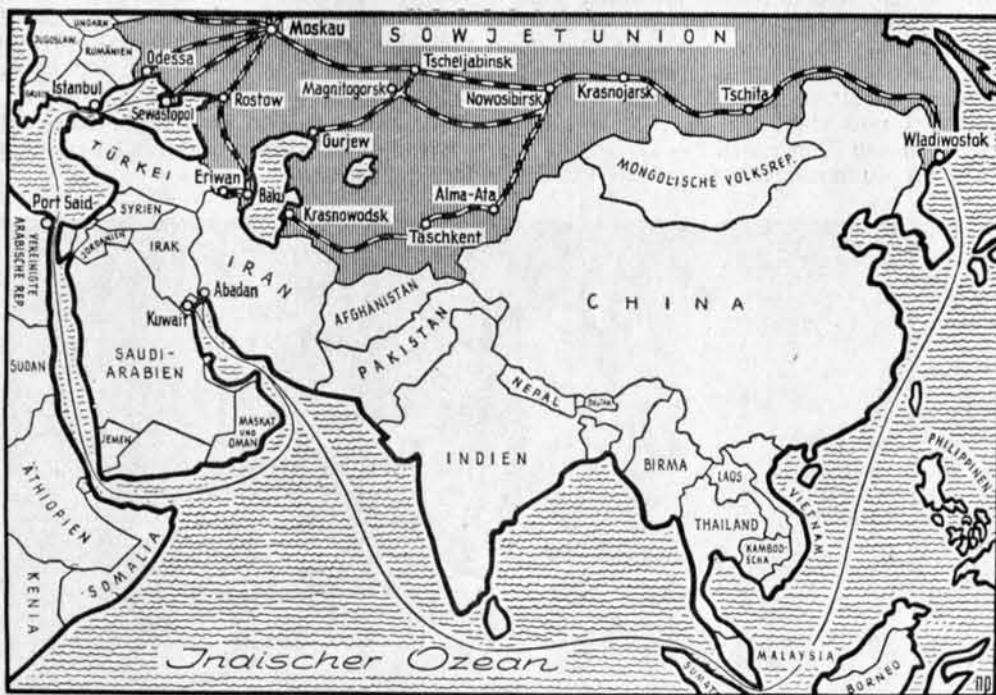 UNGARN
Moskau
SOWJETUNION
JUGOSLAW.
RUMÄNIEN
Odessa
Tscheljabinsk
Istanbul
Sewastopol
Rostow
Magnitogorsk
Nowosibirsk
Krasnojarsk
Tschita
Gurjew
Wladiwostok
TÜRKEI
MONGOLISCHE VOLKSREP.
Eriwan
Baku
Alma-Ata
Port Said
SYRIEN
Krasnowodsk
Taschkent
VEREINIGTE
ARABISCHE REP.
JORDANIEN
IRAK
IRAN
Abadan
AFGHANISTAN
CHINA
Kuwait
PAKISTAN
SUDAN
SAUDI-
ARABIEN
NEPAL
MASKAT
UND
OMAN
JEMEN
INDIEN
BIRMA
LAOS
PHILIPPINEN
ÄTHIOPIEN
THAILAND
VIETNAM
KAMBOD-
SCHA
SOMALIA
KENIA
Indischer Ozean
MALAYSIA
BORNEO